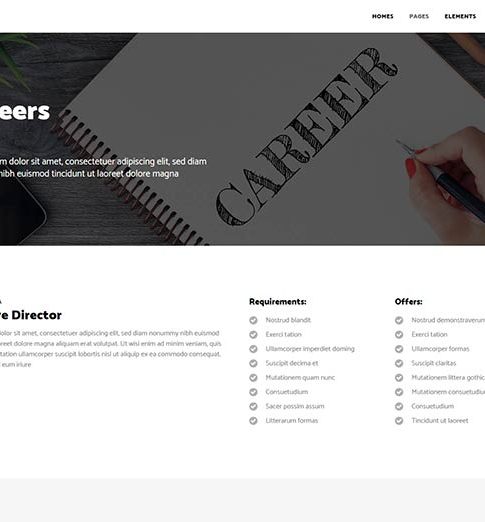 HOMES PAGES ELEMENTS
eers
CAREER
m dolor sit amet, consectetuer adipiscing elit, sed diam
nibh euismod tincidunt ut laoreet dolore magna
e Director
olor sit amet, consectetuer adipiscing elit, sed diam nonummy nibh euismod
oreet dolore magna aliquam erat volutpat. Ut wisi enim ad minim veniam, quis
tation ullamcorper suscipit lobortis nisl ut aliquip ex ea commodo consequat.
eum iriure
Requirements:
Nostrud blandit
Exerci tation
Ullamcorper imperdiet doming
Suscipit decima et
Mutationem quam nunc
Consuetudium
Sacer possim assum
Litterarum formas
Offers:
Nostrud demonstraverun
Exerci tation
Ullamcorper formas
Suscipit claritas
Mutationem littera gothic
Mutationem consuetudiu
Consuetudium
Tincidunt ut laoreet